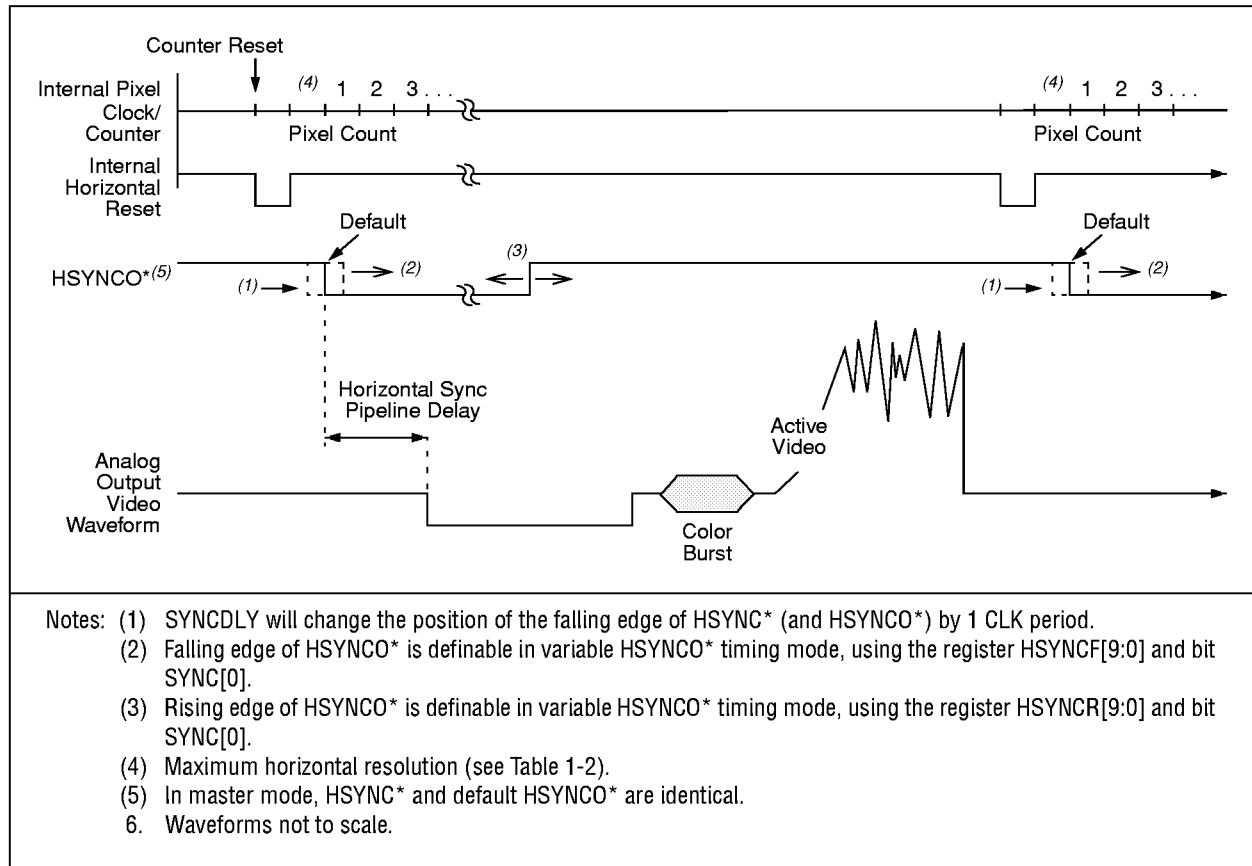 Counter Reset
Internal Pixel
Clock/
Counter
(4) 1 2 3 . . .
Pixel Count
(4) 1 2 3 . . .
Pixel Count
Internal
Horizontal
Reset
Default
Default
HSYNCO*(5)
(1)
(2)
(3)
(1)
(2)
Horizontal Sync
Pipeline Delay
Active
Video
Analog
Output
Video
Waveform
Color
Burst
Notes: (1) SYNCDLY will change the position of the falling edge of HSYNC* (and HSYNCO*) by 1 CLK period.
(2) Falling edge of HSYNCO* is definable in variable HSYNCO* timing mode, using the register HSYNCF[9:0] and bit
SYNC[0].
(3) Rising edge of HSYNCO* is definable in variable HSYNCO* timing mode, using the register HSYNCR[9:0] and bit
SYNC[0].
(4) Maximum horizontal resolution (see Table 1-2).
(5) In master mode, HSYNC* and default HSYNCO* are identical.
6. Waveforms not to scale.